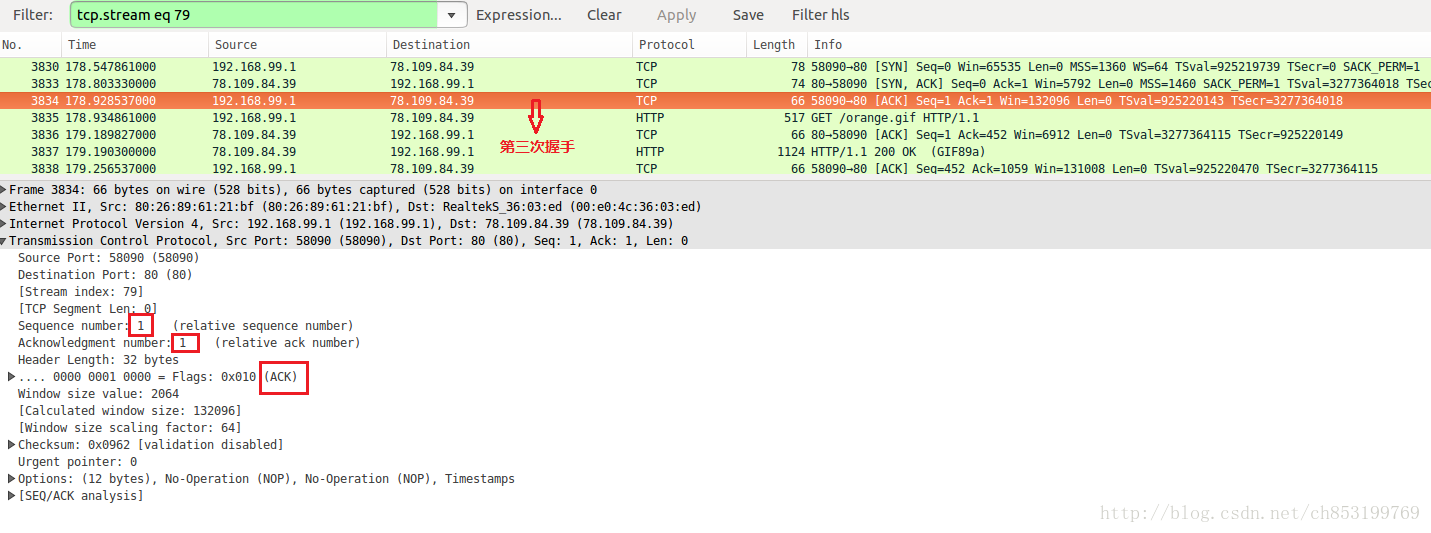 Filter: tcp.stream eq 79 Expression... Clear Apply Save Filter hls
No. Time Source Destination Protocol Length Info
3830 178.547861000 192.168.99.1 78.109.84.39 TCP 78 58090→80 [SYN] Seq=0 Win=65535 Len=0 MSS=1360 WS=64 TSval=925219739 TSecr=0 SACK_PERM=1
3833 178.803330000 78.109.84.39 192.168.99.1 TCP 74 80→58090 [SYN, ACK] Seq=0 Ack=1 Win=5792 Len=0 MSS=1460 SACK_PERM=1 TSval=3277364018 TSec
3834 178.928537000 192.168.99.1 78.109.84.39 TCP 66 58090→80 [ACK] Seq=1 Ack=1 Win=132096 Len=0 TSval=925220143 TSecr=3277364018
3835 178.934861000 192.168.99.1 78.109.84.39 HTTP 517 GET /orange.gif HTTP/1.1
3836 179.189827000 78.109.84.39 192.168.99.1 TCP 66 80→58090 [ACK] Seq=1 Ack=452 Win=6912 Len=0 TSval=3277364115 TSecr=925220149
第三次握手
3837 179.190300000 78.109.84.39 192.168.99.1 HTTP 1124 HTTP/1.1 200 OK  (GIF89a)
3838 179.256537000 192.168.99.1 78.109.84.39 TCP 66 58090→80 [ACK] Seq=452 Ack=1059 Win=131008 Len=0 TSval=925220470 TSecr=3277364115
Frame 3834: 66 bytes on wire (528 bits), 66 bytes captured (528 bits) on interface 0
Ethernet II, Src: 80:26:89:61:21:bf (80:26:89:61:21:bf), Dst: RealtekS_36:03:ed (00:e0:4c:36:03:ed)
Internet Protocol Version 4, Src: 192.168.99.1 (192.168.99.1), Dst: 78.109.84.39 (78.109.84.39)
Transmission Control Protocol, Src Port: 58090 (58090), Dst Port: 80 (80), Seq: 1, Ack: 1, Len: 0
Source Port: 58090 (58090)
Destination Port: 80 (80)
[Stream index: 79]
[TCP Segment Len: 0]
Sequence number: 1 (relative sequence number)
Acknowledgment number: 1 (relative ack number)
Header Length: 32 bytes
.... 0000 0001 0000 = Flags: 0x010 (ACK)
Window size value: 2064
[Calculated window size: 132096]
[Window size scaling factor: 64]
Checksum: 0x0962 [validation disabled]
Urgent pointer: 0
Options: (12 bytes), No-Operation (NOP), No-Operation (NOP), Timestamps
[SEQ/ACK analysis]
http://blog.csdn.net/ch853199769